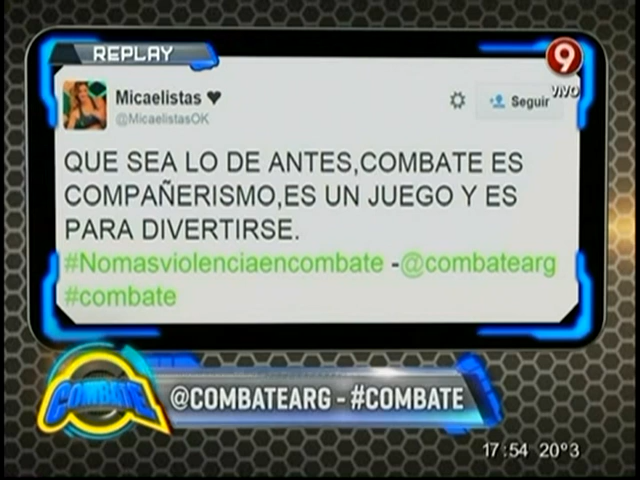 REPLAY
9
VIVO
Micaelistas
@MicaelistasOK
Seguir
QUE SEA LO DE ANTES,COMBATE ES
COMPAÑERISMO,ES UN JUEGO Y ES
PARA DIVERTIRSE.
#Nomasviolenciaencombate -@combatearg
#combate
COMBATE
@COMBATEARG - #COMBATE
17:54 20°3